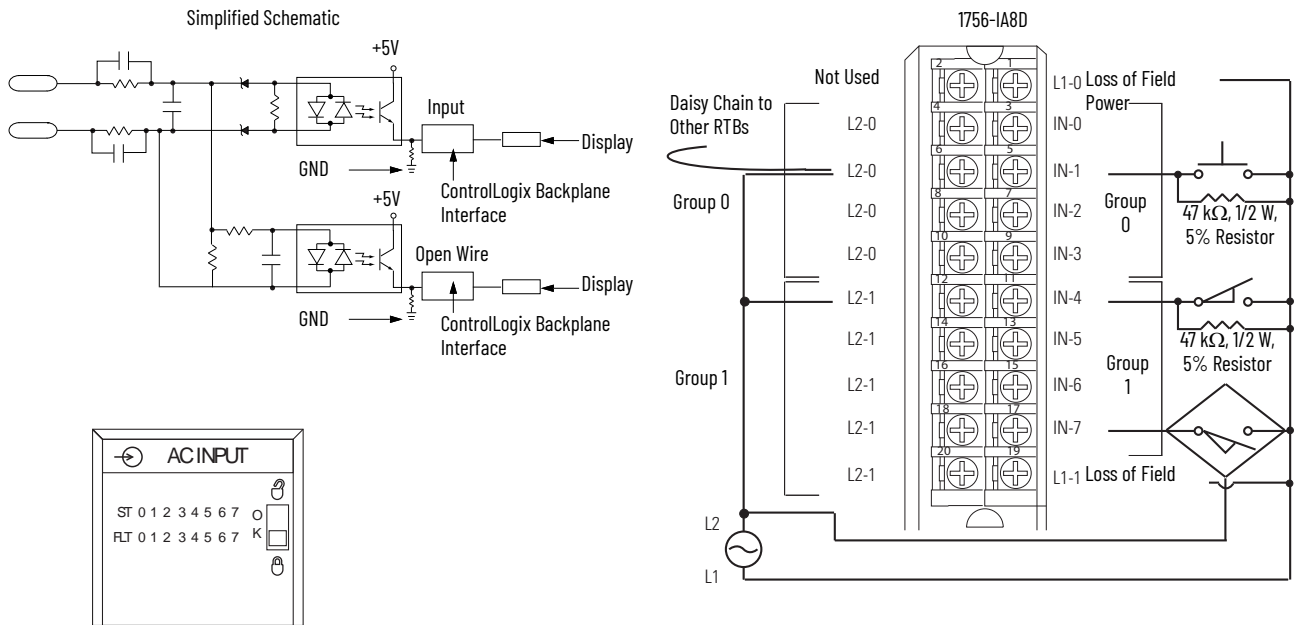 Simplified Schematic
+5V
Input
Display
GND
ControlLogix Backplane
Interface
+5V
Open Wire
Display
GND
ControlLogix Backplane
Interface
AC INPUT
ST 0 1 2 3 4 5 6 7
FLT 0 1 2 3 4 5 6 7
O
K
1756-IA8D
Not Used
Daisy Chain to
Other RTBs
L2-0
L2-0
L2-0
L2-0
Group 0
L2-1
L2-1
L2-1
L2-1
L2-1
Group 1
2 1
4 3
6 5
8 7
10 9
12 11
14 13
16 15
18 17
20 19
L1-0 Loss of Field
Power
IN-0
IN-1
IN-2
IN-3
Group
0
47 kΩ, 1/2 W,
5% Resistor
IN-4
IN-5
IN-6
IN-7
Group
1
47 kΩ, 1/2 W,
5% Resistor
L1-1 Loss of Field
L2
L1